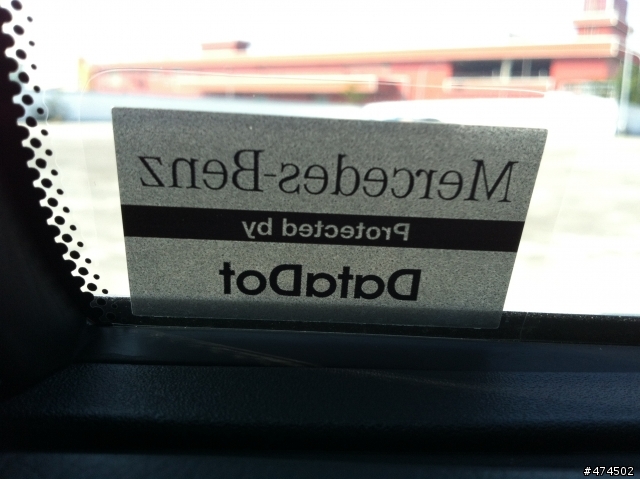 Mercedes-Benz
Protected by
DataDot
#474502